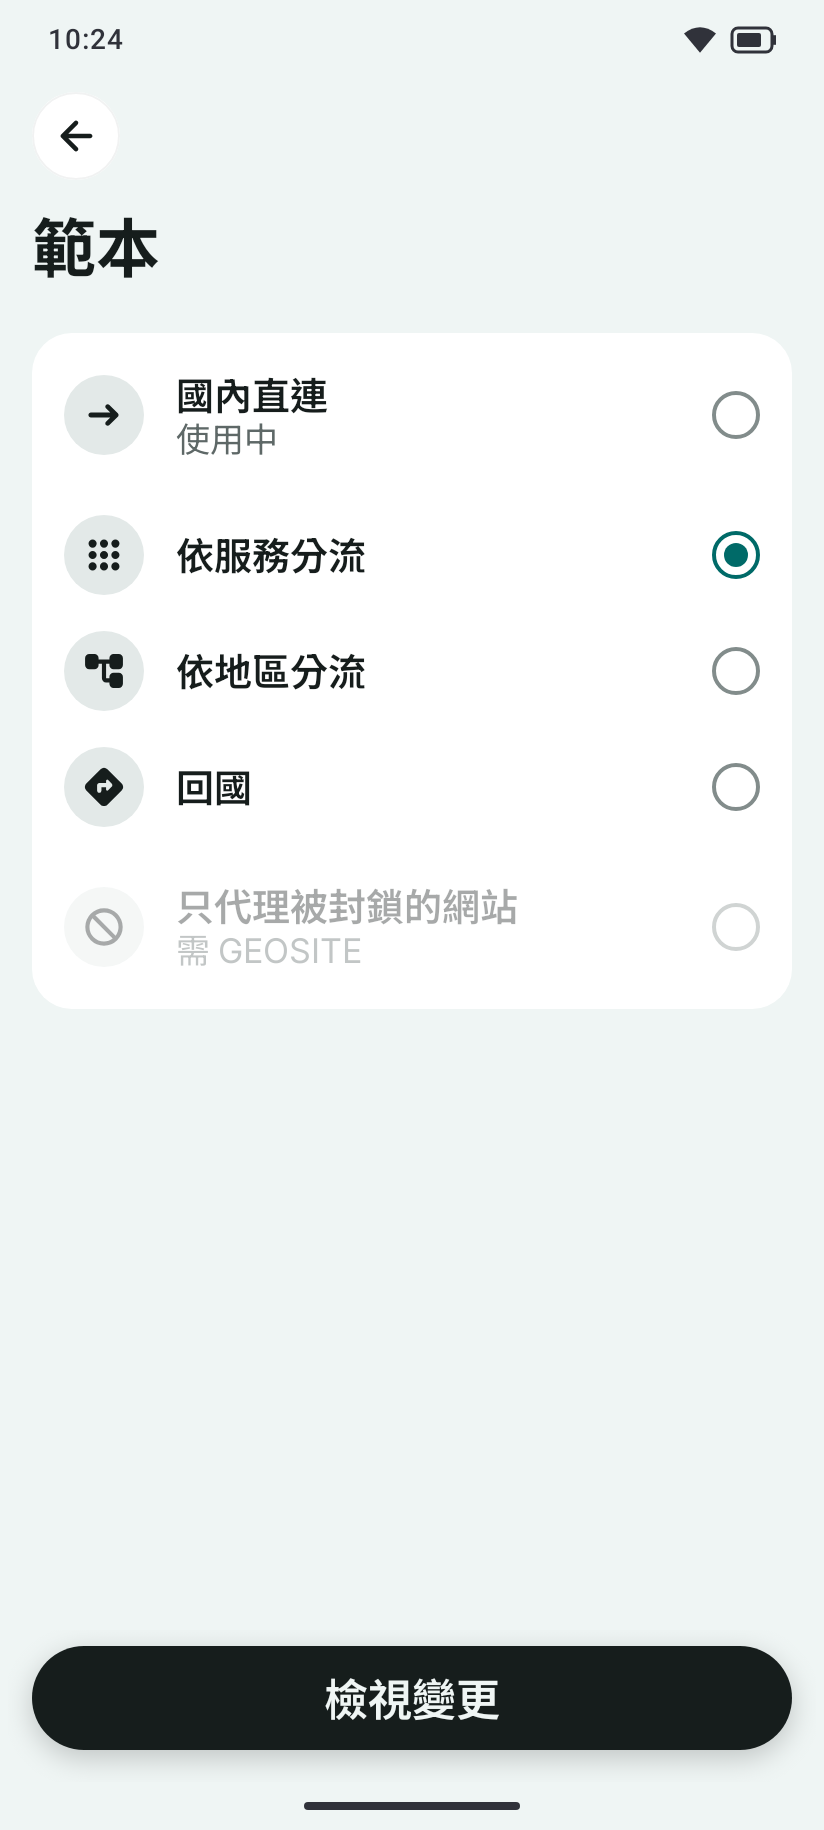 10:24
範本
國內直連
使用中
依服務分流
依地區分流
回國
只代理被封鎖的網站
需 GEOSITE
檢視變更